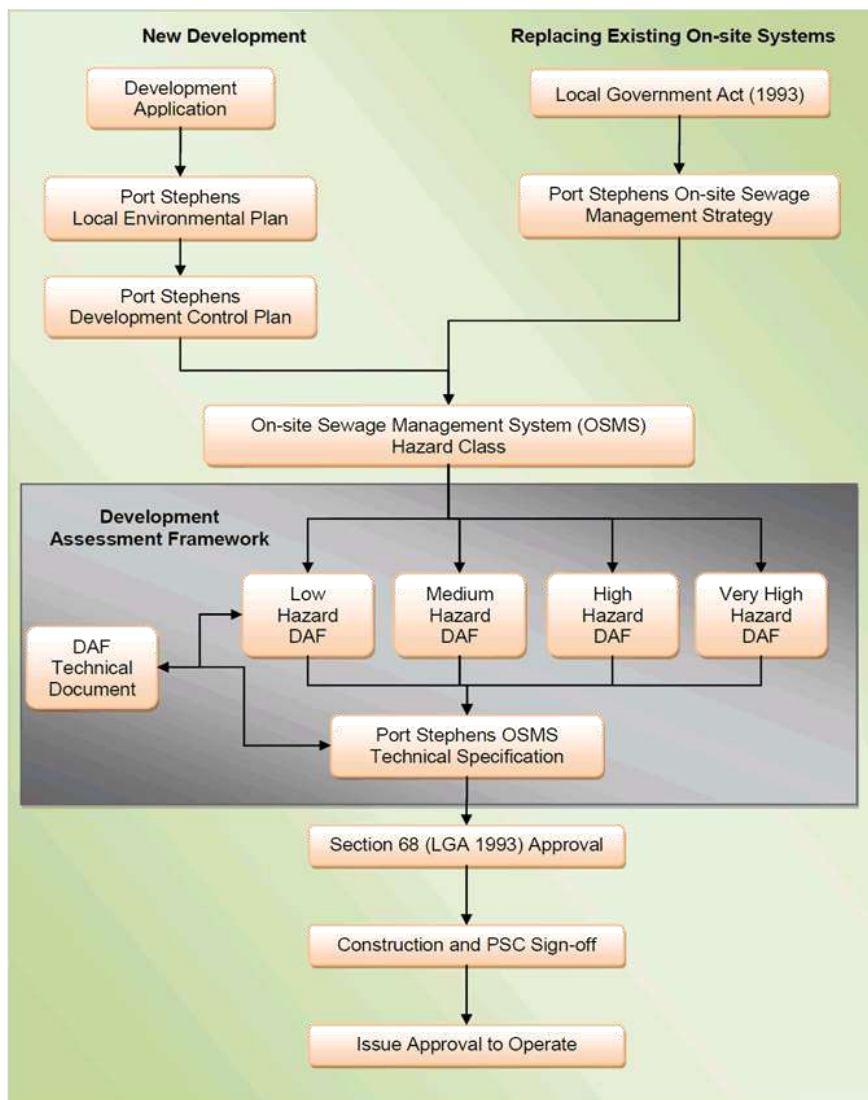 New Development
Development
Application
Port Stephens
Local Environmental Plan
Port Stephens
Development Control Plan
Replacing Existing On-site Systems
Local Government Act (1993)
Port Stephens On-site Sewage
Management Strategy
On-site Sewage Management System (OSMS)
Hazard Class
Development
Assessment Framework
Low
Hazard
DAF
Medium
Hazard
DAF
High
Hazard
DAF
Very High
Hazard
DAF
DAF
Technical
Document
Port Stephens OSMS
Technical Specification
Section 68 (LGA 1993) Approval
Construction and PSC Sign-off
Issue Approval to Operate